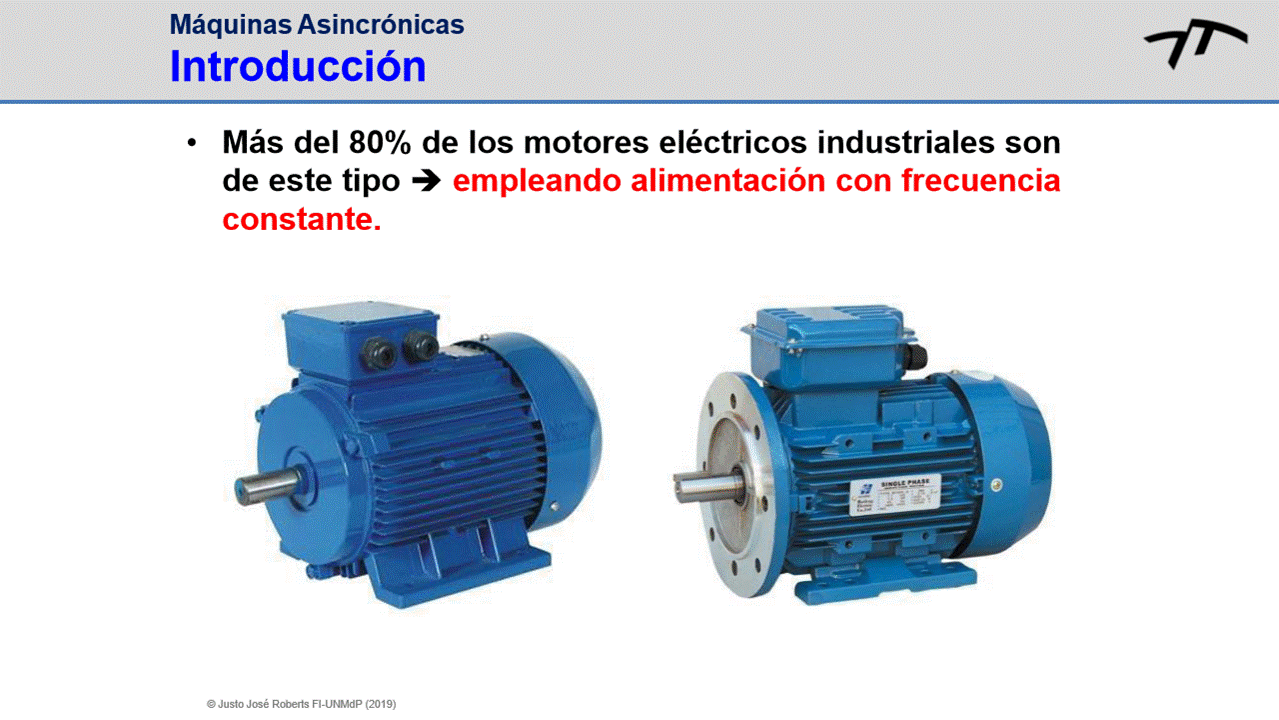 Máquinas Asincrónicas
Introducción
• Más del 80% de los motores eléctricos industriales son
de este tipo ➔ empleando alimentación con frecuencia
constante.
SINGLE PHASE
© Justo José Roberts FI-UNMdP (2019)